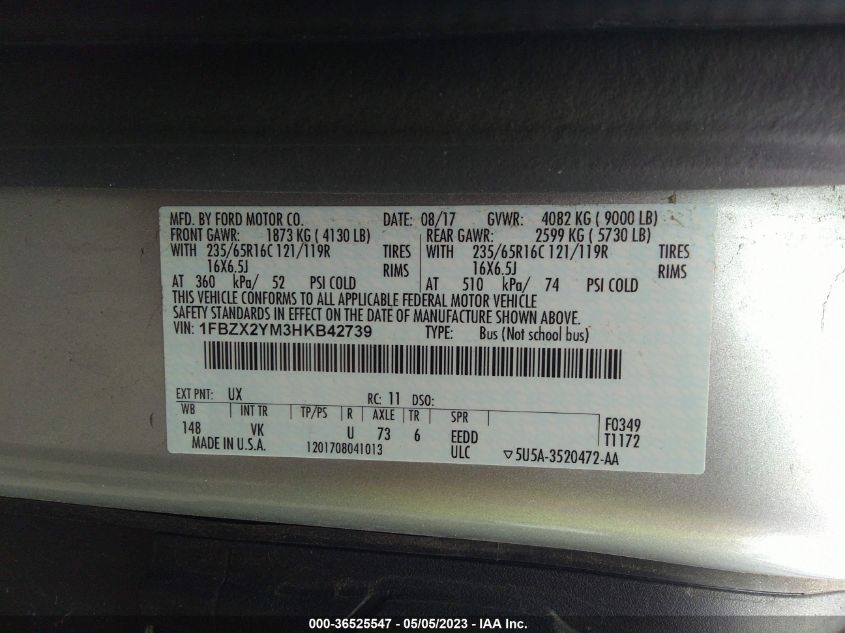 MFD. BY FORD MOTOR CO. DATE: 08/17 GVWR: 4082 KG ( 9000 LB)
FRONT GAWR: 1873 KG ( 4130 LB) REAR GAWR: 2599 KG ( 5730 LB)
WITH 235/65R16C 121/119R TIRES WITH 235/65R16C 121/119R TIRES
16X6.5J RIMS 16X6.5J RIMS
AT 360 kPa/ 52 PSI COLD AT 510 kPa/ 74 PSI COLD
THIS VEHICLE CONFORMS TO ALL APPLICABLE FEDERAL MOTOR VEHICLE
SAFETY STANDARDS IN EFFECT ON THE DATE OF MANUFACTURE SHOWN ABOVE.
VIN: 1FBZX2YM3HKB42739 TYPE: Bus (Not school bus)
EXT PNT: UX RC: 11 DSO:
WB INT TR TP/PS R AXLE TR SPR F0349
148 VK U 73 6 EEDD T1172
MADE IN U.S.A. 1201708041013 ULC ▽5U5A-3520472-AA
000-36525547 - 05/05/2023 - IAA Inc.